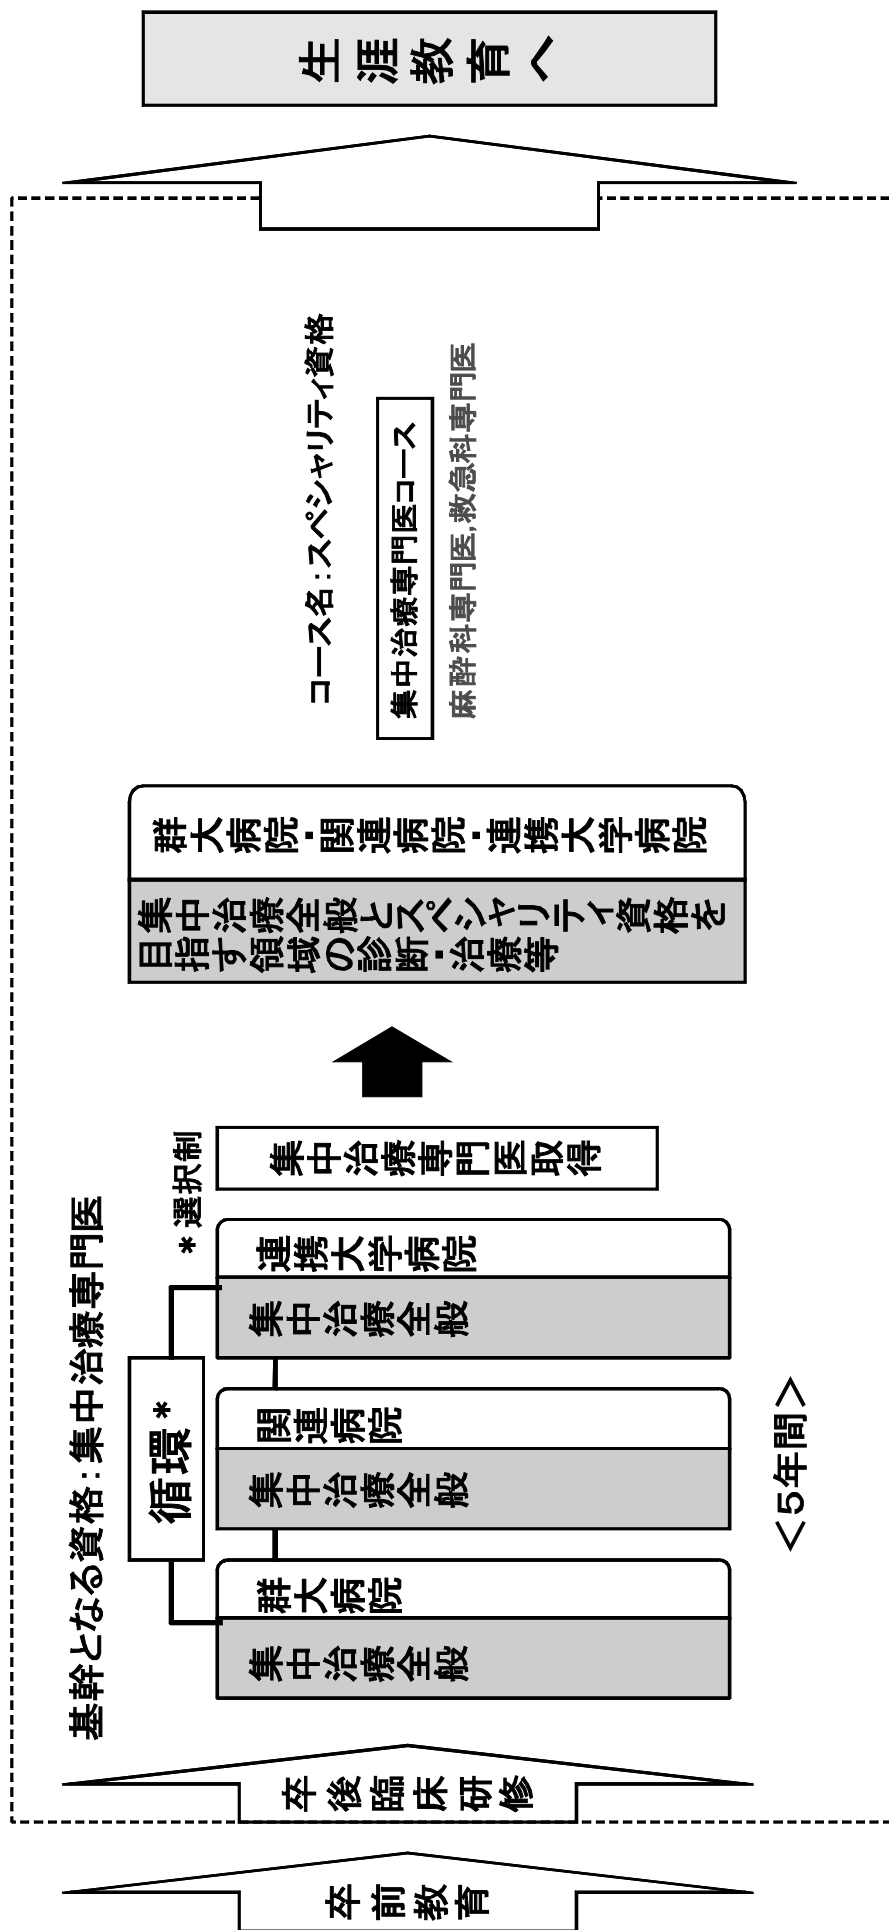 卒前教育
卒後臨床研修
基幹となる資格：集中治療専門医
循環*
*選択制
集中治療全般
群大病院
集中治療全般
関連病院
集中治療全般
連携大学病院
集中治療専門医取得
＜5年間＞
集中治療全般とスペシャリティ資格を
目指す領域の診断・治療等
群大病院・関連病院・連携大学病院
コース名：スペシャリティ資格
集中治療専門医コース
麻酔科専門医,救急科専門医
生涯教育へ